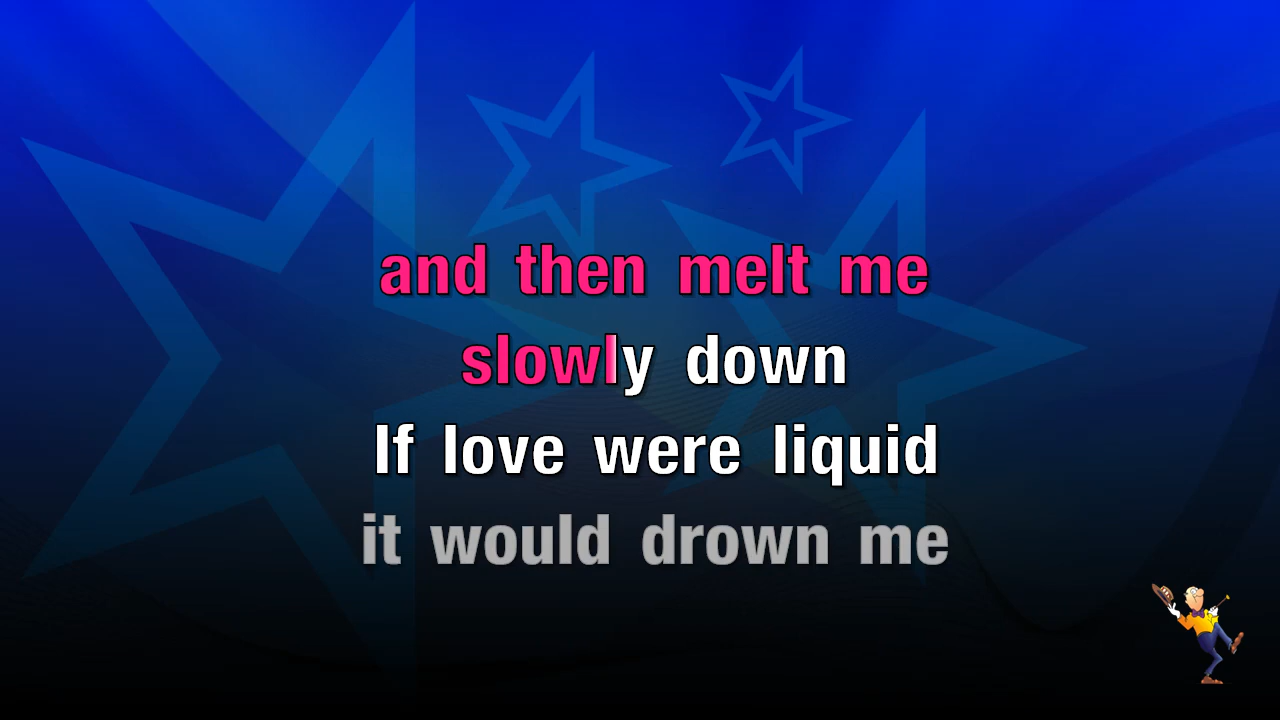 and then melt me
slowly down
If love were liquid
it would drown me